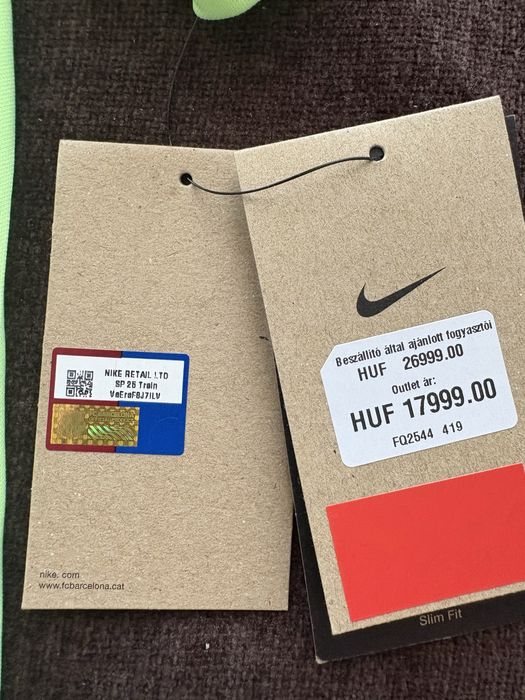 NIKE RETAIL LTD
SP 25 Train
nike.com
www.fcbarcelona.cat
Beszállító által ajánlott fogyasztói
HUF 26999.00
Outlet ár:
HUF 17999.00
FQ2544 419
Slim Fit